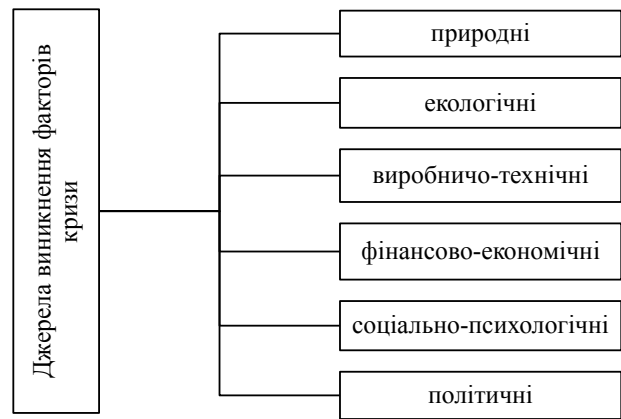 Джерела виникнення факторів
кризи
природні
екологічні
виробничо-технічні
фінансово-економічні
соціально-психологічні
політичні